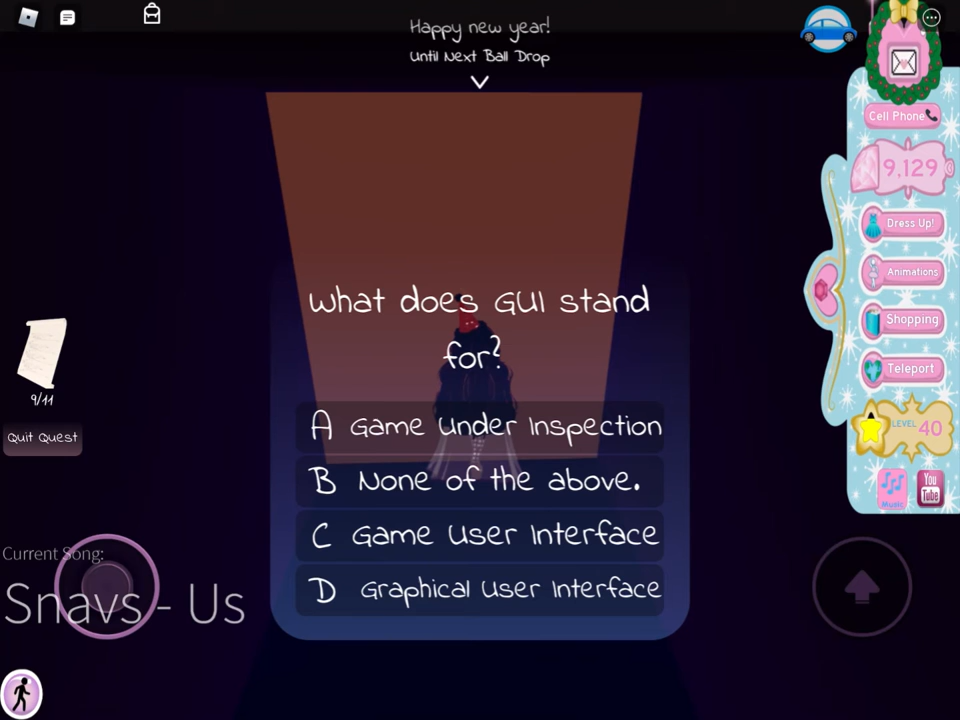 Happy new year!
Until Next Ball Drop
Cell Phone
9,129
Dress Up!
Animations
Shopping
Teleport
LEVEL 40
Music
You
Tube
What does GUI stand
for?
A Game Under Inspection
B None of the above.
C Game User Interface
D Graphical User Interface
9/11
Quit Quest
Current Song:
Snavs - Us